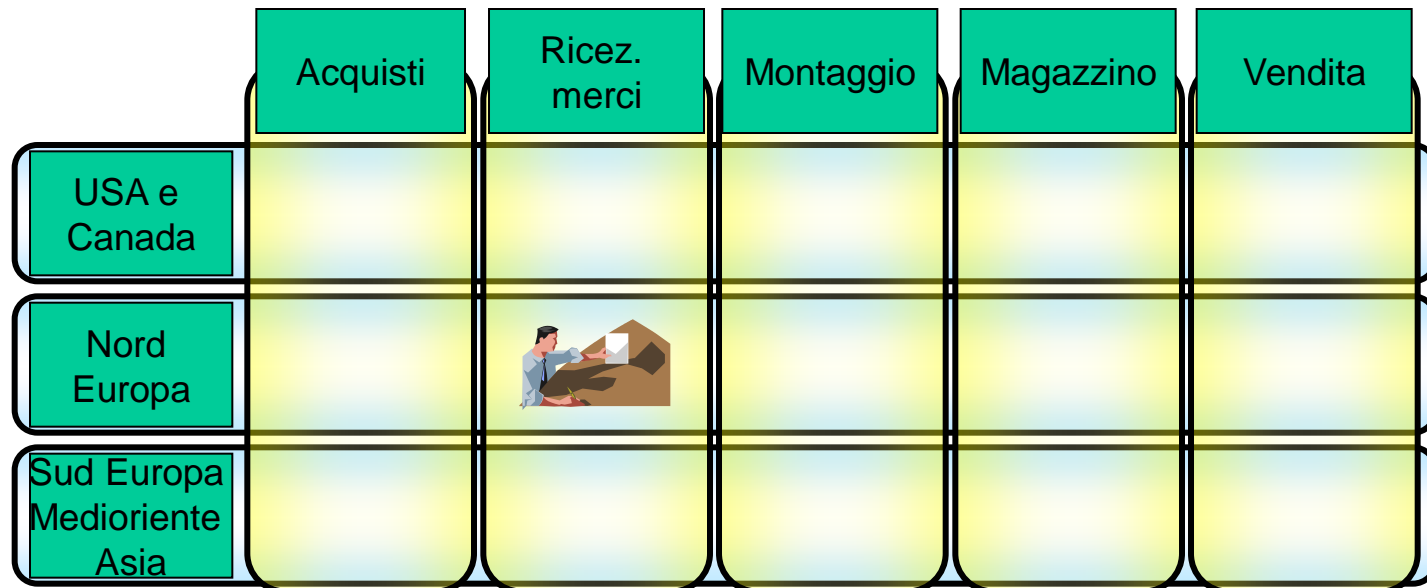 Acquisti
Ricez.
merci
Montaggio
Magazzino
Vendita
USA e
Canada
Nord
Europa
Sud Europa
Medioriente
Asia